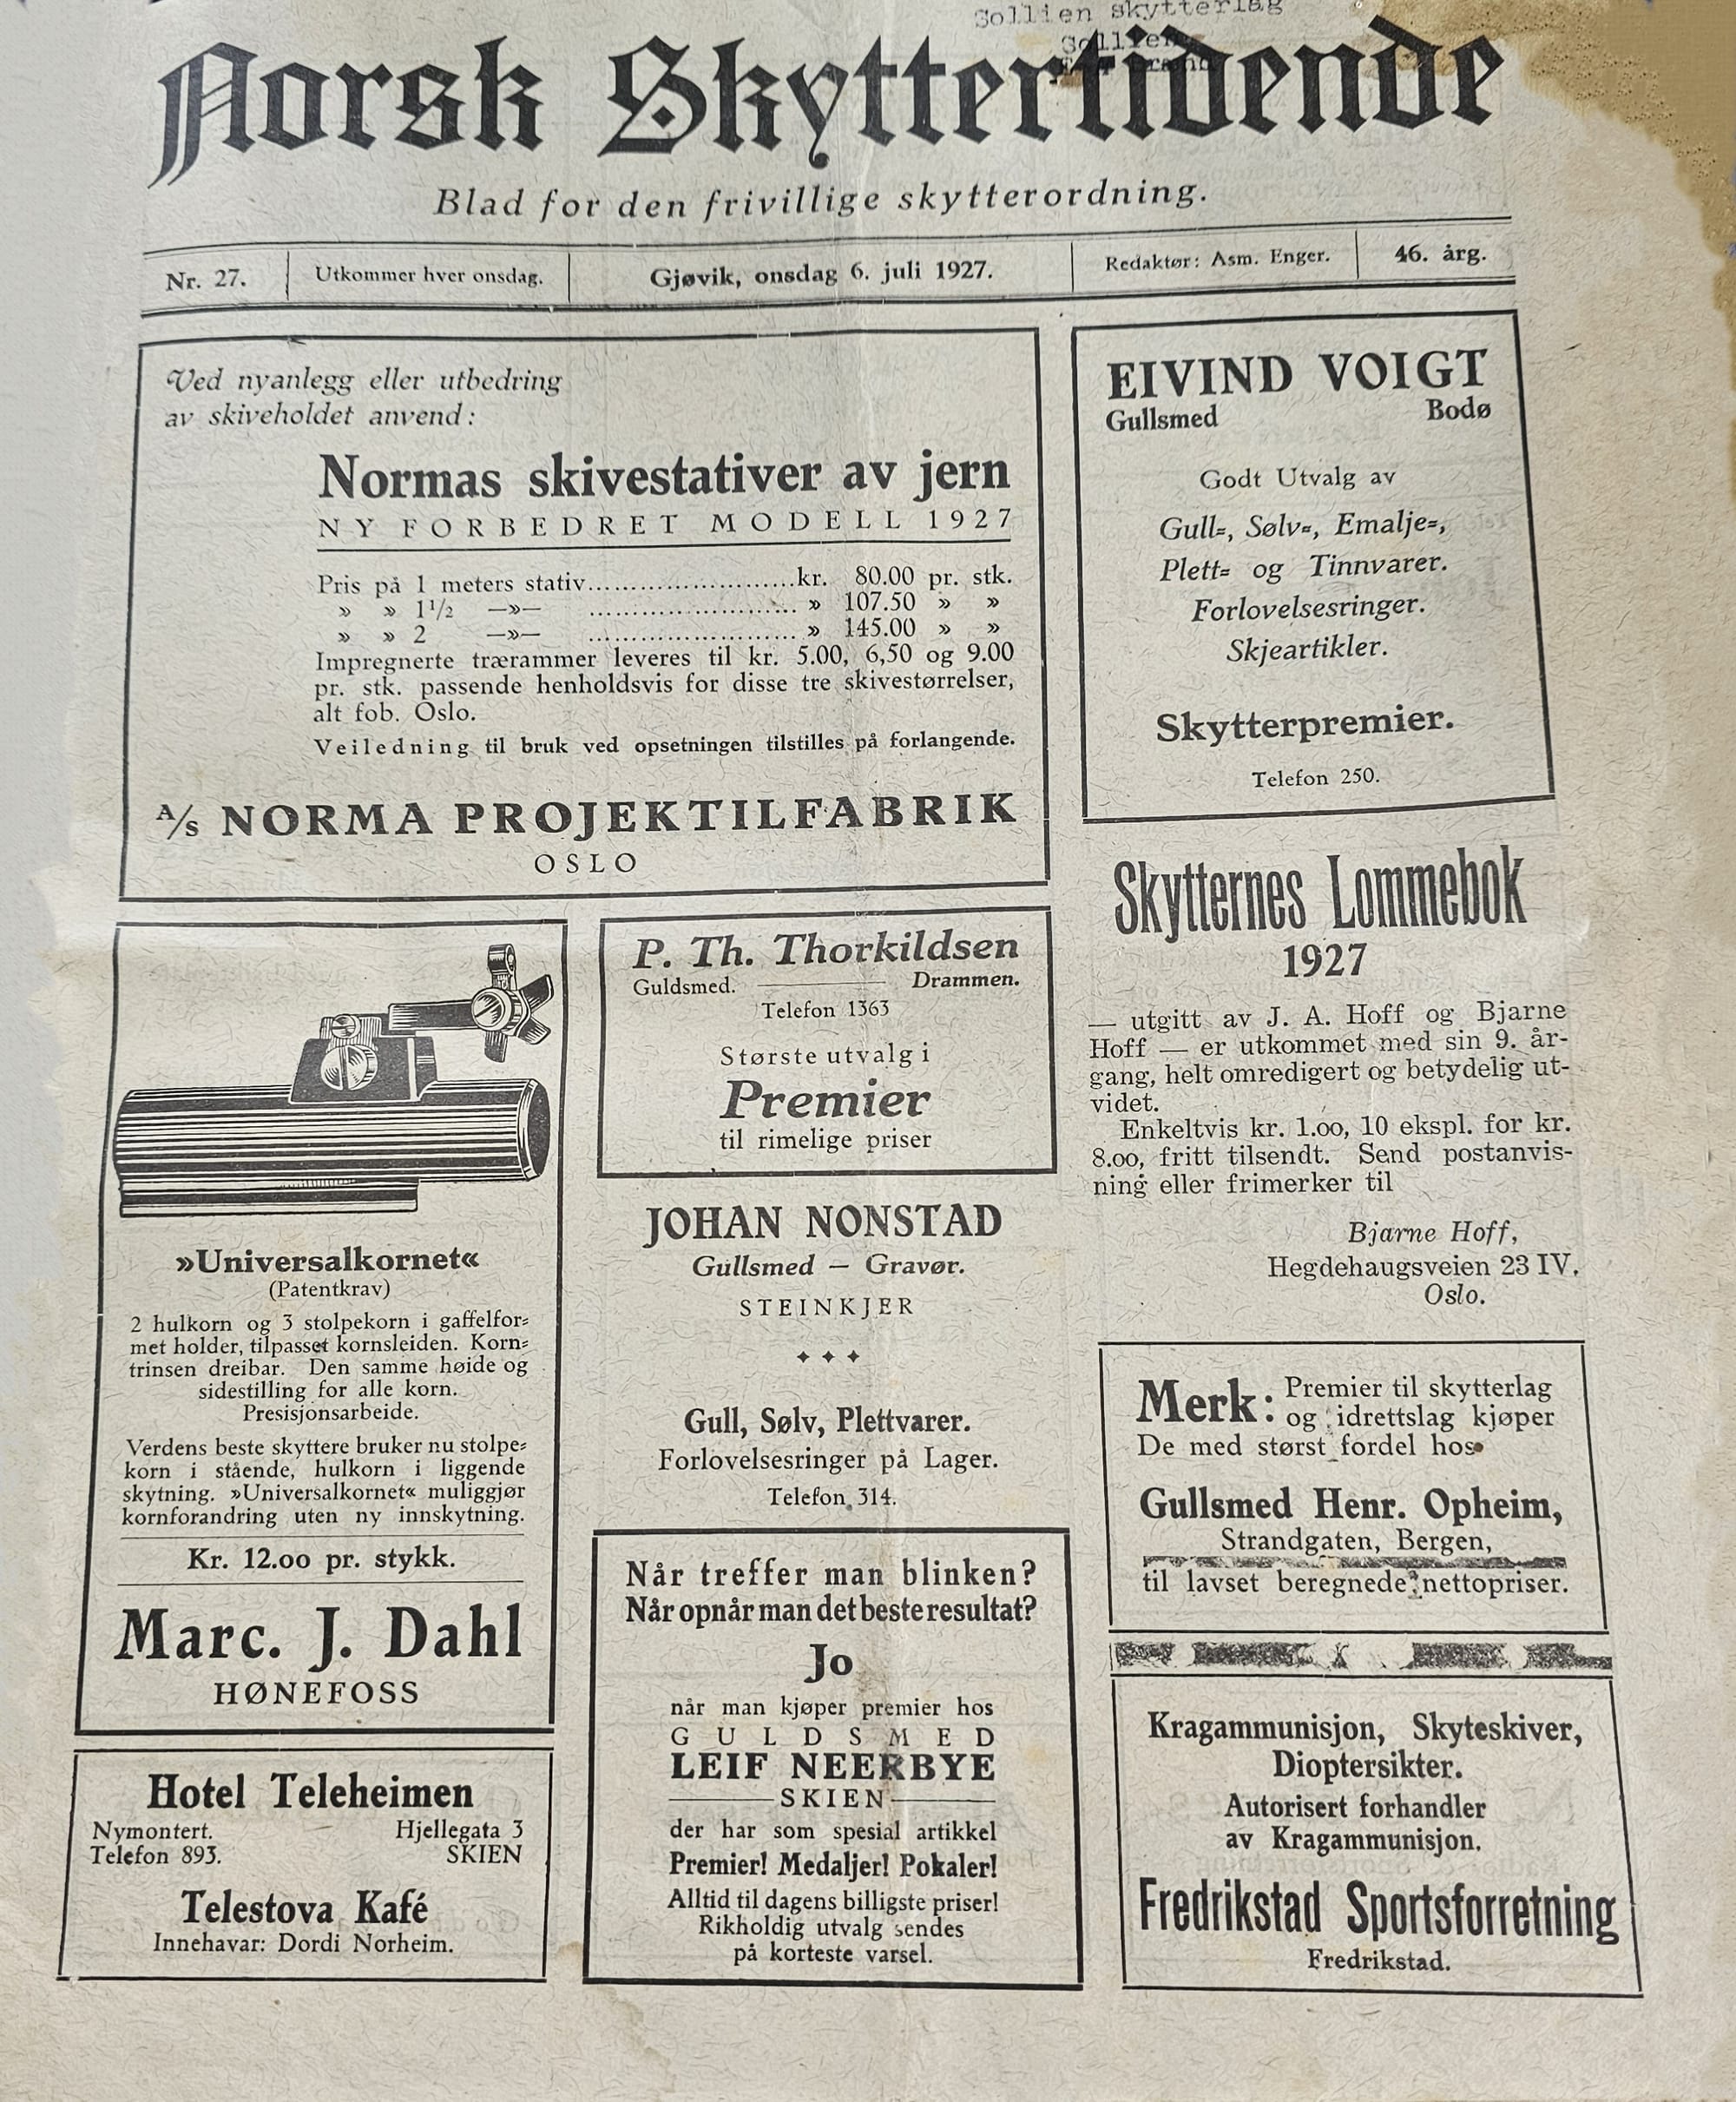 Sollien skytterlag
Sollien
Norsk Skyttertidende
Blad for den frivillige skytterordning.
Nr. 27.
Utkommer hver onsdag.
Gjøvik, onsdag 6. juli 1927.
Redaktør: Asm. Enger.
46. årg.
Ved nyanlegg eller utbedring
av skiveholdet anvend:
Normas skivestativer av jern
NY FORBEDRET MODELL 1927
Pris på 1 meters stativ.......................kr. 80.00 pr. stk.
» » 1 1/2 —»— .......................... » 107.50 » »
» » 2 —»— .......................... » 145.00 » »
Impregnerte trærammer leveres til kr. 5.00, 6,50 og 9.00
pr. stk. passende henholdsvis for disse tre skivestørrelser,
alt fob. Oslo.
Veiledning til bruk ved opsetningen tilstilles på forlangende.
A/S NORMA PROJEKTILFABRIK
OSLO
EIVIND VOIGT
Gullsmed Bodø
Godt Utvalg av
Gull-, Sølv-, Emalje-,
Plett- og Tinnvarer.
Forlovelsesringer.
Skjeartikler.
Skytterpremier.
Telefon 250.
»Universalkornet«
(Patentkrav)
2 hulkorn og 3 stolpekorn i gaffelfor-
met holder, tilpasset kornsleiden. Korn-
trinsen dreibar. Den samme høide og
sidestilling for alle korn.
Presisjonsarbeide.
Verdens beste skyttere bruker nu stolpe-
korn i stående, hulkorn i liggende
skytning. »Universalkornet« muliggjør
kornforandring uten ny innskytning.
Kr. 12.00 pr. stykk.
Marc. J. Dahl
HØNEFOSS
Hotel Teleheimen
Nymontert. Hjellegata 3
Telefon 893. SKIEN
Telestova Kafé
Innehavar: Dordi Norheim.
P. Th. Thorkildsen
Guldsmed. Drammen.
Telefon 1363
Største utvalg i
Premier
til rimelige priser
JOHAN NONSTAD
Gullsmed — Gravør.
STEINKJER
Gull, Sølv, Plettvarer.
Forlovelsesringer på Lager.
Telefon 314.
Når treffer man blinken?
Når opnår man det beste resultat?
Jo
når man kjøper premier hos
GULDSMED
LEIF NEERBYE
SKIEN
der har som spesial artikkel
Premier! Medaljer! Pokaler!
Alltid til dagens billigste priser!
Rikholdig utvalg sendes
på korteste varsel.
Skytternes Lommebok
1927
— utgitt av J. A. Hoff og Bjarne
Hoff — er utkommet med sin 9. år-
gang, helt omredigert og betydelig ut-
videt.
Enkeltvis kr. 1.00, 10 ekspl. for kr.
8.00, fritt tilsendt. Send postanvis-
ning eller frimerker til
Bjarne Hoff,
Hegdehaugsveien 23 IV,
Oslo.
Merk: Premier til skytterlag
og idrettslag kjøper
De med størst fordel hos
Gullsmed Henr. Opheim,
Strandgaten, Bergen,
til lavset beregnede nettopriser.
Kragammunisjon, Skyteskiver,
Dioptersikter.
Autorisert forhandler
av Kragammunisjon.
Fredrikstad Sportsforretning
Fredrikstad.